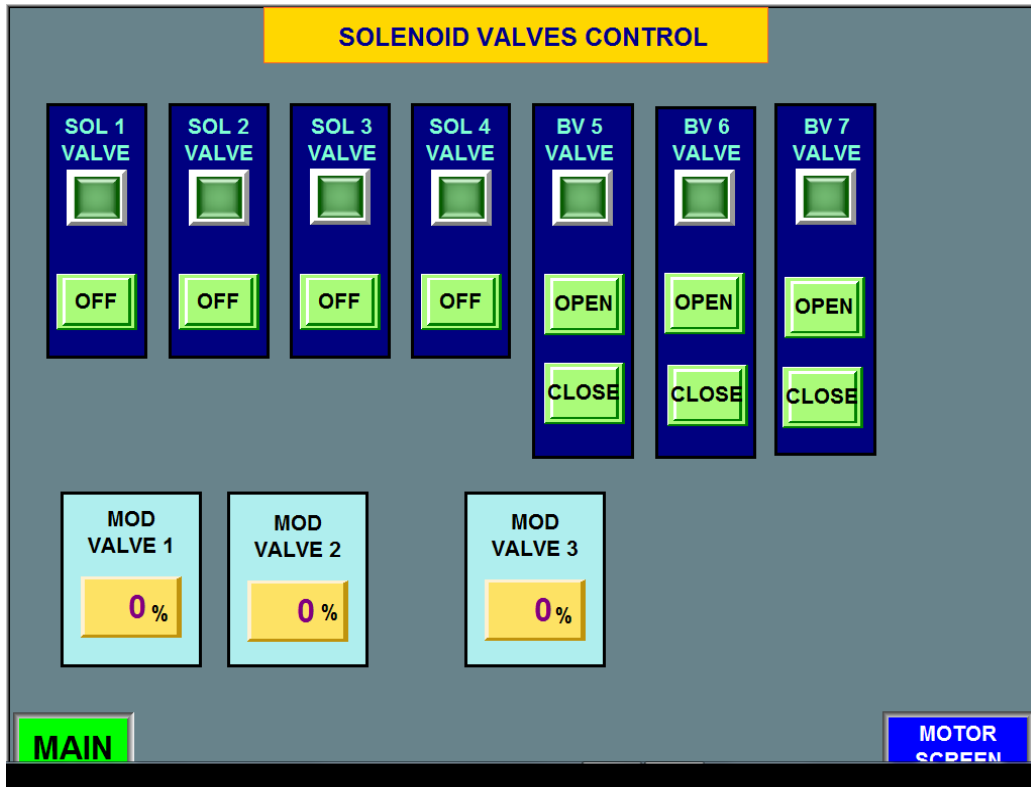 SOLENOID VALVES CONTROL
SOL 1
VALVE
SOL 2
VALVE
SOL 3
VALVE
SOL 4
VALVE
BV 5
VALVE
BV 6
VALVE
BV 7
VALVE
OFF
OFF
OFF
OFF
OPEN
OPEN
OPEN
CLOSE
CLOSE
CLOSE
MOD
VALVE 1
MOD
VALVE 2
MOD
VALVE 3
0 %
0 %
0 %
MAIN
MOTOR
SCREEN